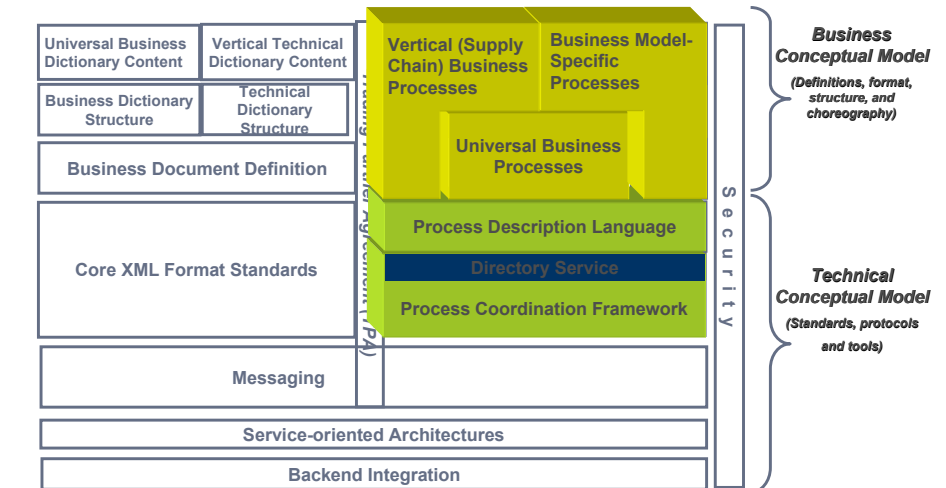 Universal Business
Dictionary Content
Vertical Technical
Dictionary Content
Business Dictionary
Structure
Technical
Dictionary
Structure
Business Document Definition
Core XML Format Standards
Messaging
Service-oriented Architectures
Backend Integration
Vertical (Supply
Chain) Business
Processes
Business Model-
Specific
Processes
Universal Business
Processes
Process Description Language
Directory Service
Process Coordination Framework
Security
Business
Conceptual Model
(Definitions, format,
structure, and
choreography)
Technical
Conceptual Model
(Standards, protocols
and tools)